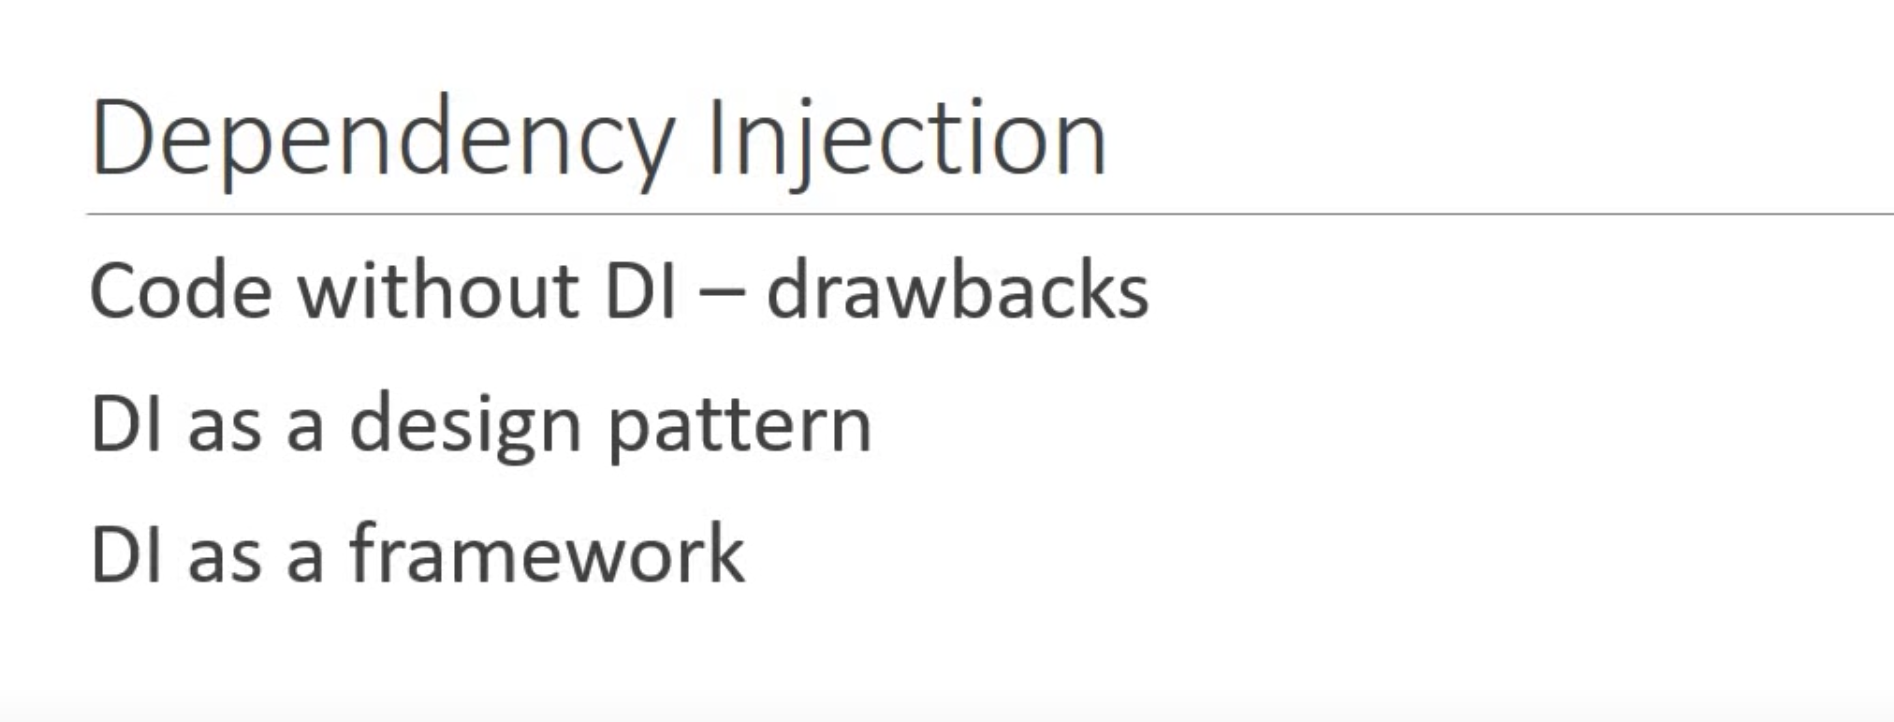 Dependency Injection
Code without DI – drawbacks
DI as a design pattern
DI as a framework